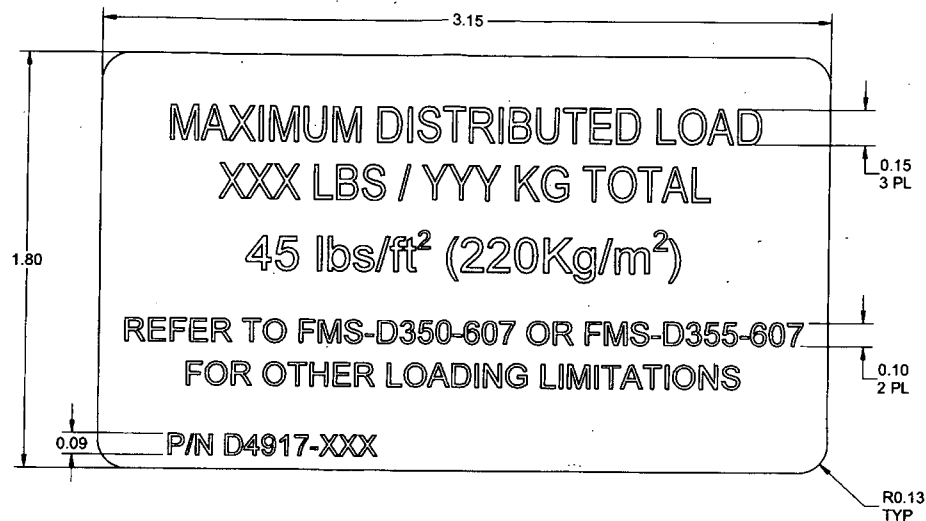 3.15
MAXIMUM DISTRIBUTED LOAD
XXX LBS / YYY KG TOTAL
0.15
3 PL
45 lbs/ft² (220Kg/m²)
1.80
REFER TO FMS-D350-607 OR FMS-D355-607
FOR OTHER LOADING LIMITATIONS
0.10
2 PL
0.09
P/N D4917-XXX
R0.13
TYP